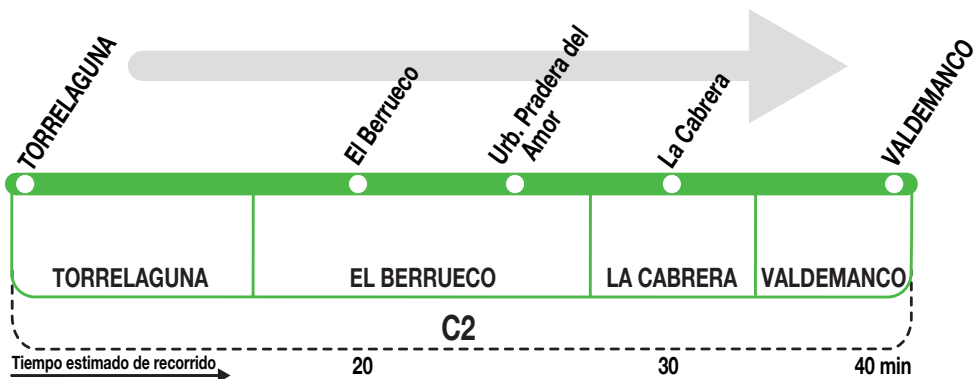 TORRELAGUNA
El Berrueco
Urb. Pradera del
Amor
La Cabrera
VALDEMANCO
TORRELAGUNA
EL BERRUECO
LA CABRERA
VALDEMANCO
C2
Tiempo estimado de recorrido
20
30
40 min